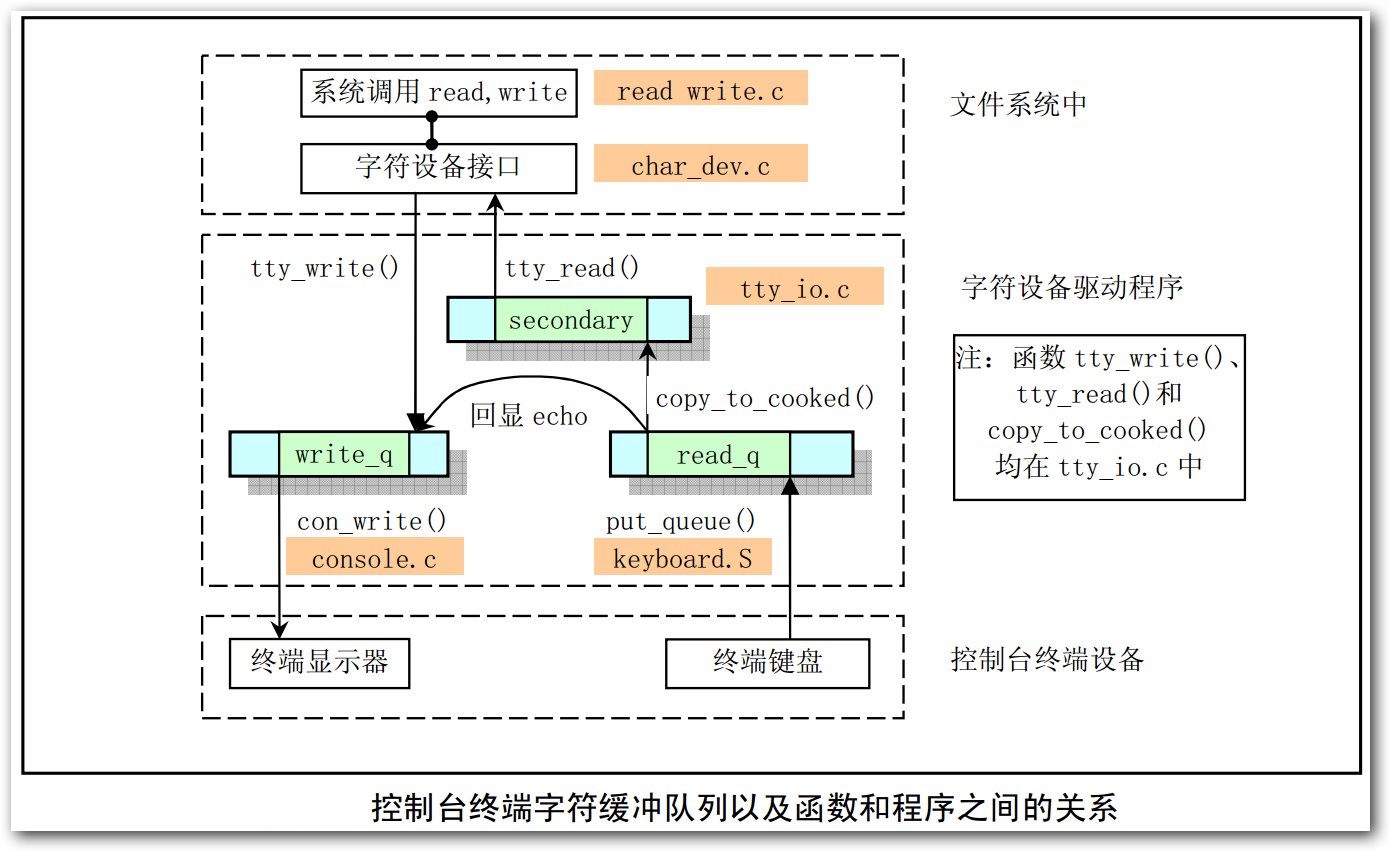 系统调用 read,write
read write.c
文件系统中
字符设备接口
char_dev.c
tty_write()
tty_read()
tty_io.c
字符设备驱动程序
secondary
注：函数 tty_write()、
tty_read()和
copy_to_cooked()
均在 tty_io.c 中
回显 echo
copy_to_cooked()
write_q
read_q
con_write()
put_queue()
console.c
keyboard.S
终端显示器
终端键盘
控制台终端设备
控制台终端字符缓冲队列以及函数和程序之间的关系